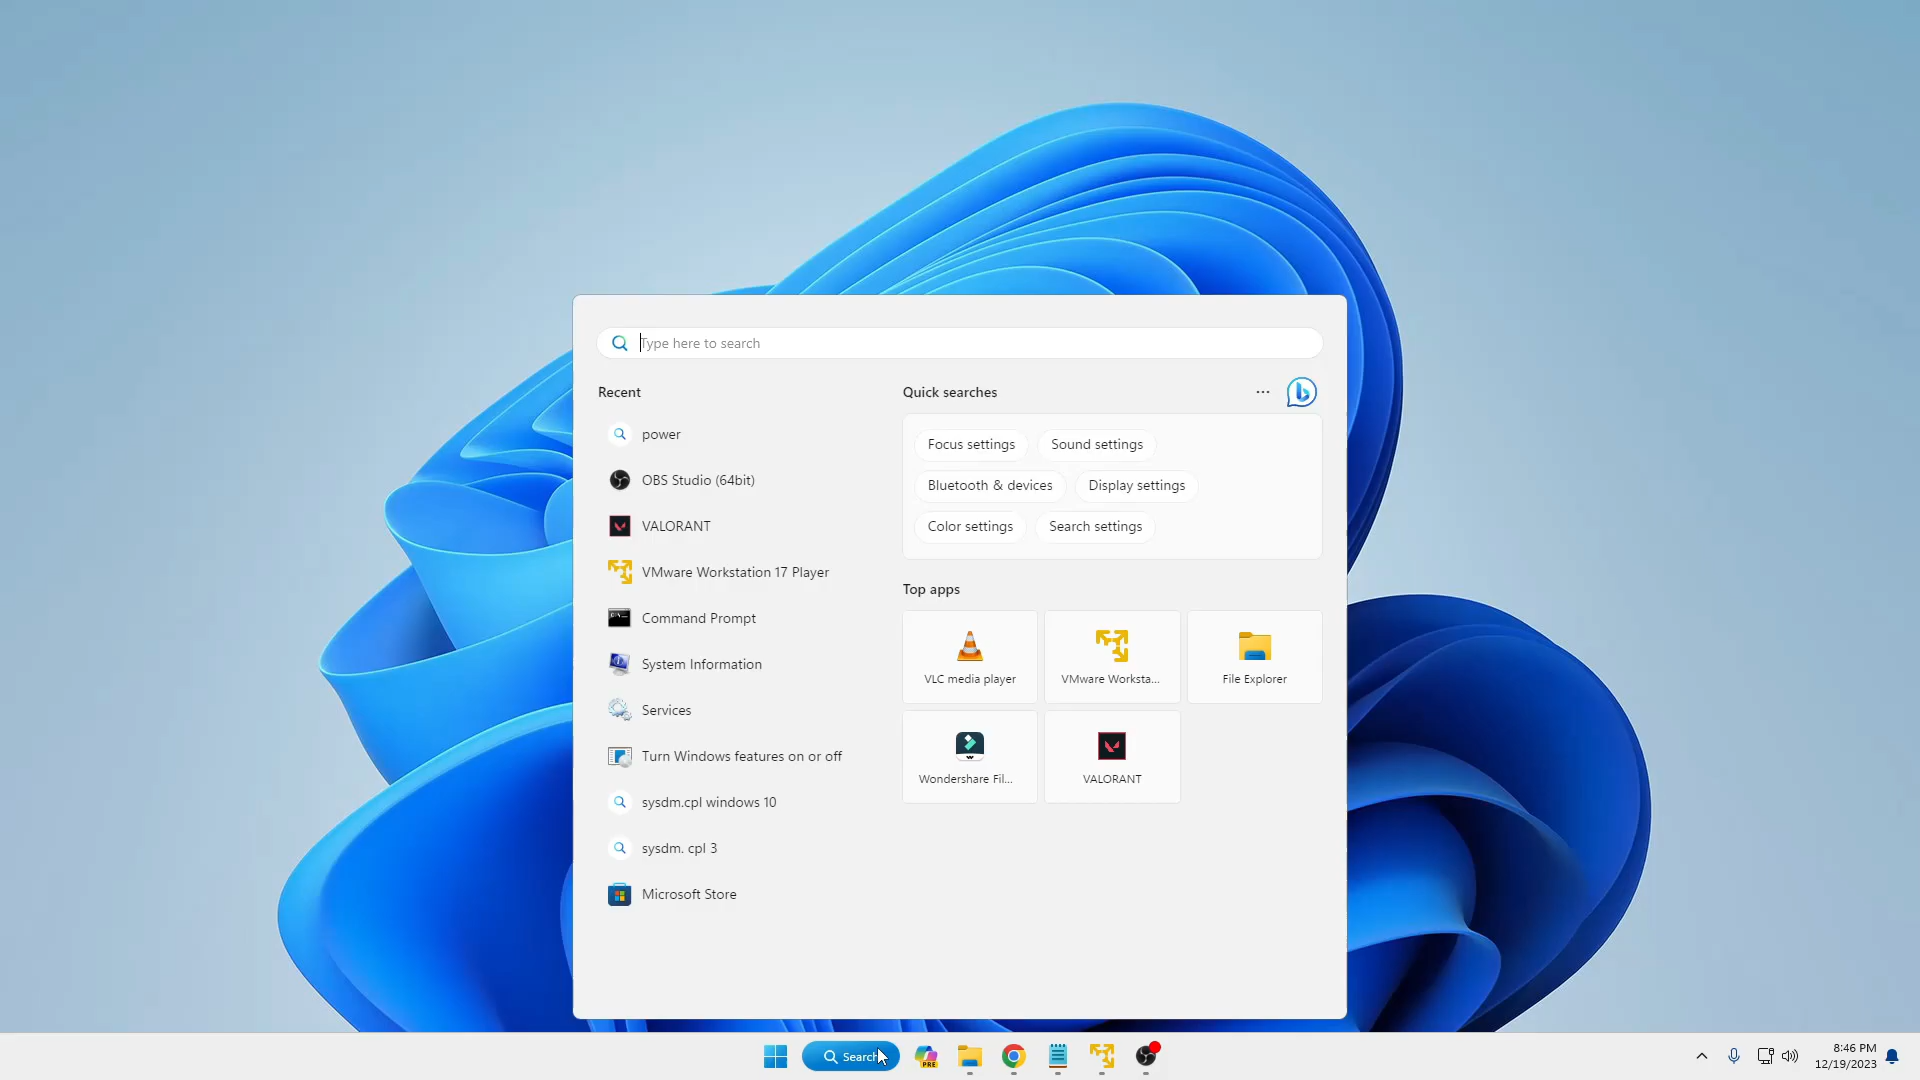 Type here to search
Recent
power
OBS Studio (64bit)
VALORANT
VMware Workstation 17 Player
Command Prompt
System Information
Services
Turn Windows features on or off
sysdm.cpl windows 10
sysdm. cpl 3
Microsoft Store
Quick searches
Focus settings
Sound settings
Bluetooth & devices
Display settings
Color settings
Search settings
Top apps
VLC media player
VMware Worksta...
File Explorer
Wondershare Fil...
VALORANT
Search
PRE
8:46 PM
12/19/2023